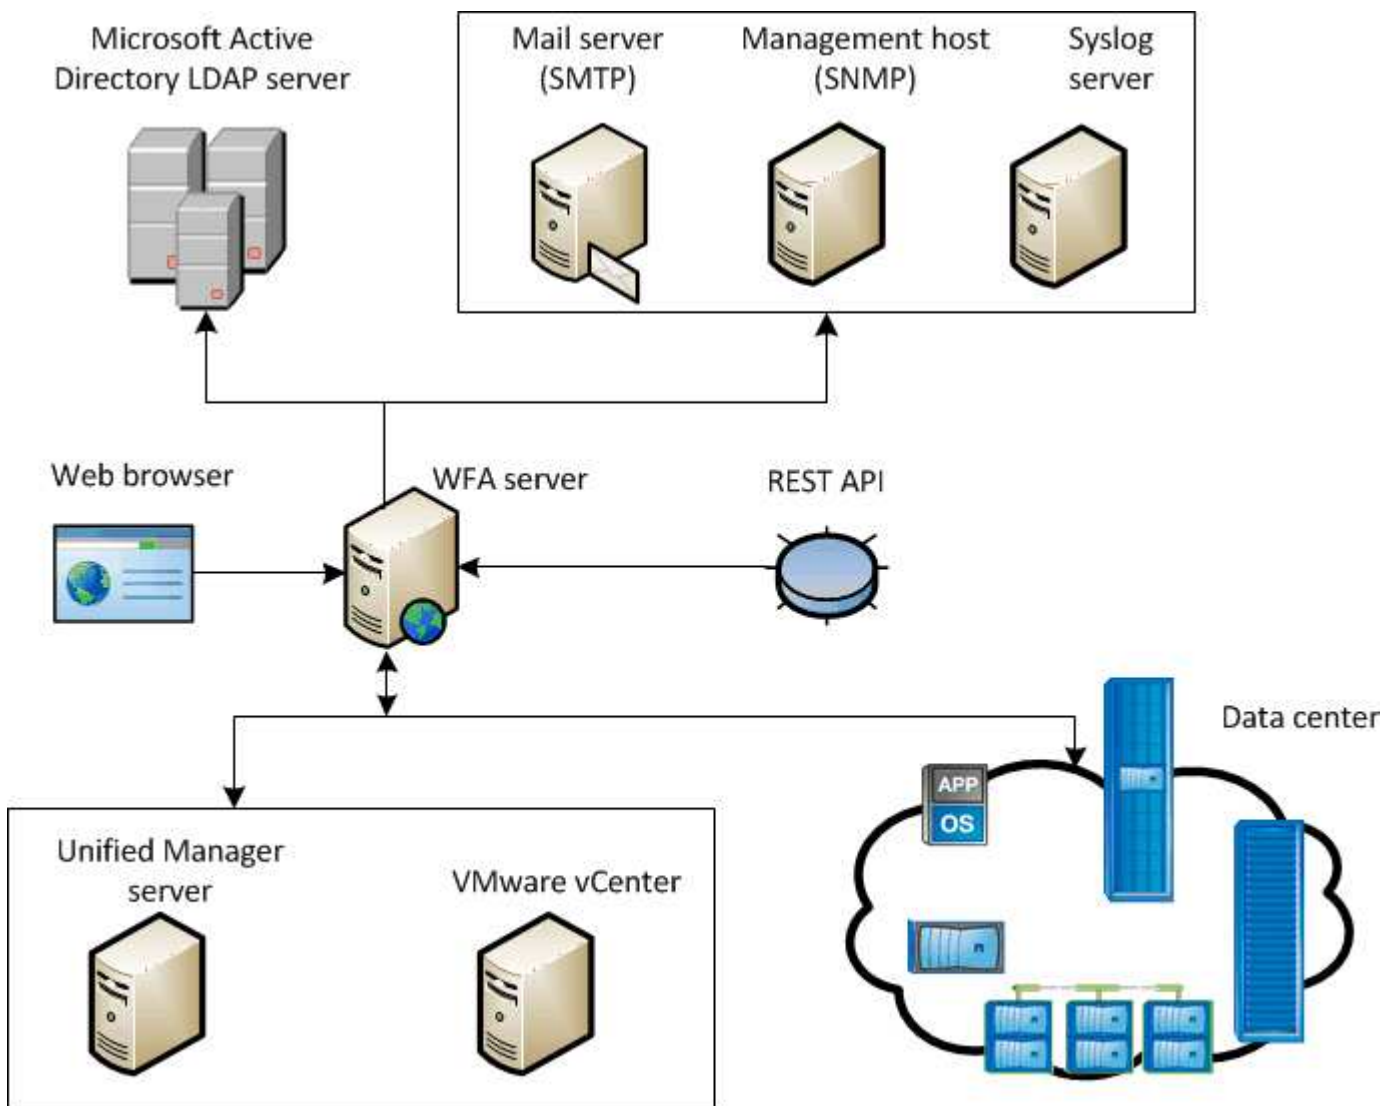 Microsoft Active
Directory LDAP server
Mail server
(SMTP)
Management host
(SNMP)
Syslog
server
Web browser
WFA server
REST API
Data center
APP
OS
Unified Manager
server
VMware vCenter